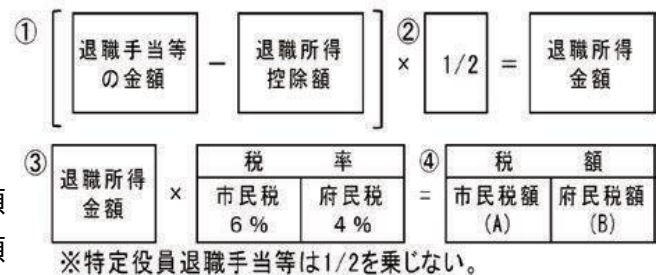 ① [ 退職手当等の金額 － 退職所得控除額 ] ② × 1/2 ＝ 退職所得金額
③ 退職所得金額 × 税率 市民税 6% 府民税 4% ④ ＝ 税額 市民税額(A) 府民税額(B)
※特定役員退職手当等は1/2を乗じない。